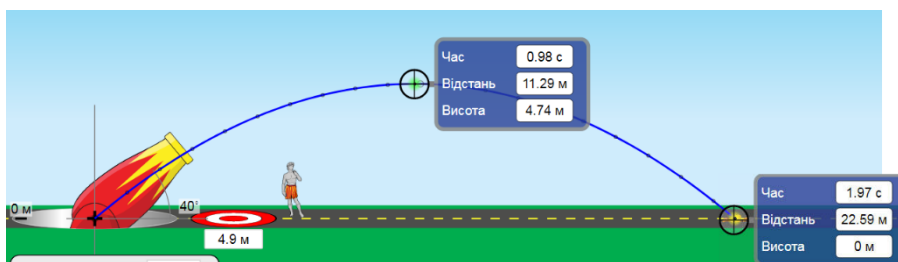 Час 0.98 с
Відстань 11.29 м
Висота 4.74 м
0 м
40°
4.9 м
Час 1.97 с
Відстань 22.59 м
Висота 0 м